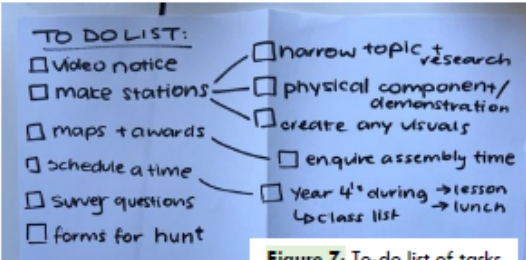 TO DO LIST:
Video notice
make stations
maps + awards
schedule a time
survey questions
forms for hunt
narrow topic + research
physical component/
demonstration
create any visuals
enquire assembly time
Year 4's during → lesson
↳ class list → lunch
Figure 7: To-do list of tasks